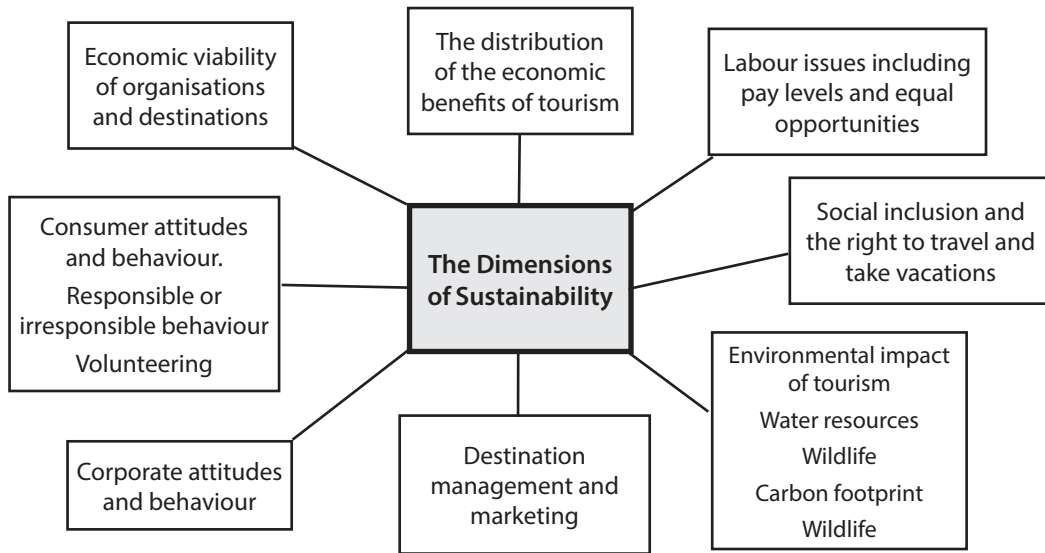 Economic viability
of organisations
and destinations
The distribution
of the economic
benefits of tourism
Labour issues including
pay levels and equal
opportunities
Consumer attitudes
and behaviour.
Responsible or
irresponsible behaviour
Volunteering
The Dimensions
of Sustainability
Social inclusion and
the right to travel and
take vacations
Corporate attitudes
and behaviour
Destination
management and
marketing
Environmental impact
of tourism
Water resources
Wildlife
Carbon footprint
Wildlife